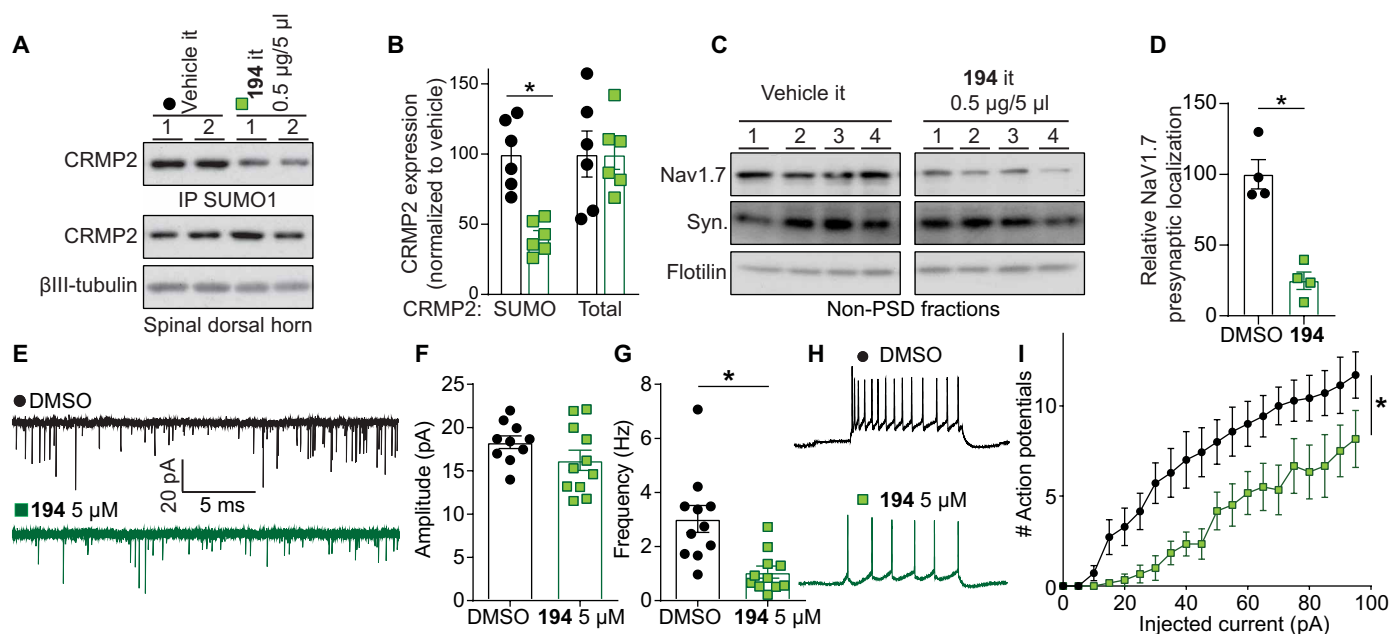 A
Vehicle it
194 it
0.5 µg/5 µl
1 2 1 2
CRMP2
IP SUMO1
CRMP2
βIII-tubulin
Spinal dorsal horn
B
CRMP2 expression
(normalized to vehicle)
150
100
50
0
*
CRMP2: SUMO Total
C
Vehicle it
194 it
0.5 µg/5 µl
1 2 3 4 1 2 3 4
Nav1.7
Syn.
Flotilin
Non-PSD fractions
D
Relative NaV1.7
presynaptic localization
150
100
50
0
*
DMSO 194
E
DMSO
20 pA
5 ms
194 5 µM
F
Amplitude (pA)
25
20
15
10
5
0
DMSO 194 5 µM
G
Frequency (Hz)
8
6
4
2
0
*
DMSO 194 5 µM
H
DMSO
194 5 µM
I
# Action potentials
10
5
0
*
0 20 40 60 80 100
Injected current (pA)